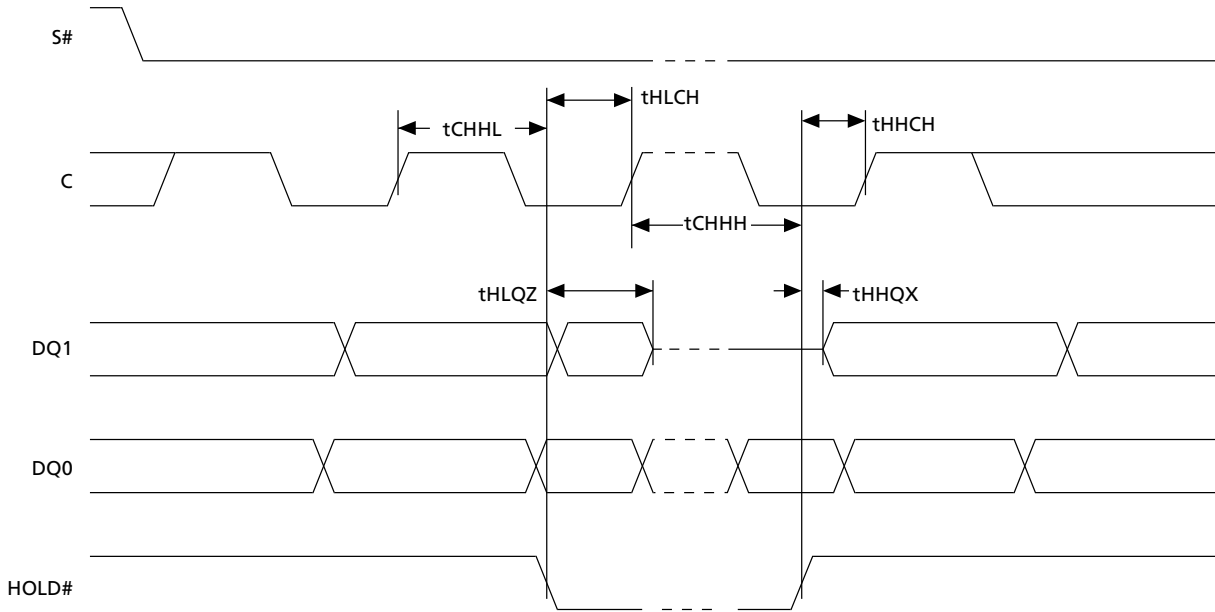 S#
tHLCH
tCHHL
tHHCH
C
tCHHH
tHLQZ
tHHQX
DQ1
DQ0
HOLD#